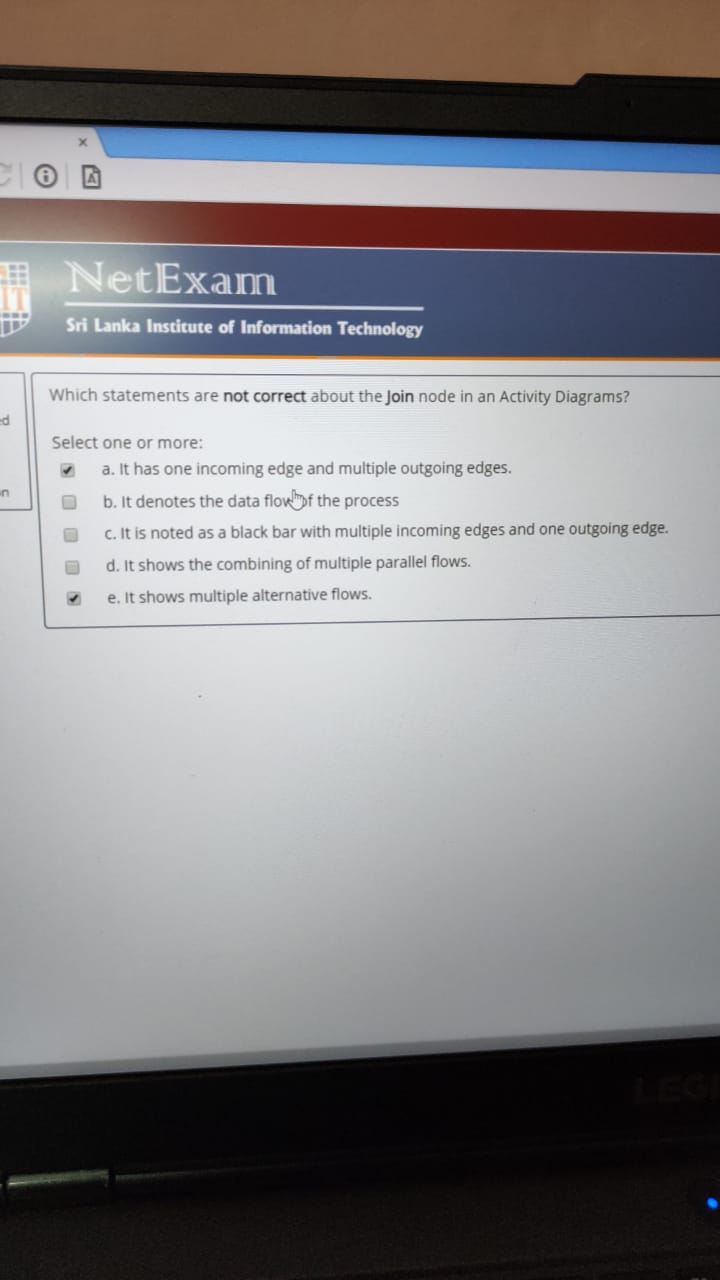 NetExam
IT
Sri Lanka Institute of Information Technology
ed
Which statements are not correct about the Join node in an Activity Diagrams?
Select one or more:
on
a. It has one incoming edge and multiple outgoing edges.
b. It denotes the data flow of the process
c. It is noted as a black bar with multiple incoming edges and one outgoing edge.
d. It shows the combining of multiple parallel flows.
e. It shows multiple alternative flows.
LEG